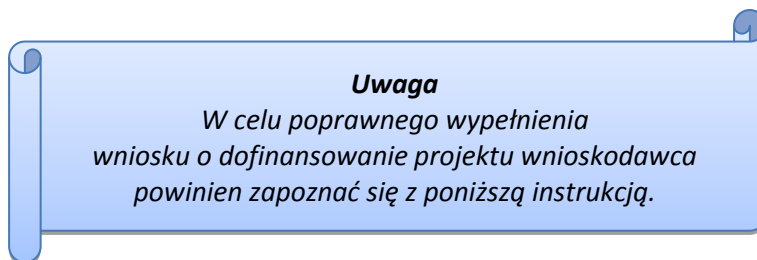 Uwaga
W celu poprawnego wypełnienia
wniosku o dofinansowanie projektu wnioskodawca
powinien zapoznać się z poniższą instrukcją.